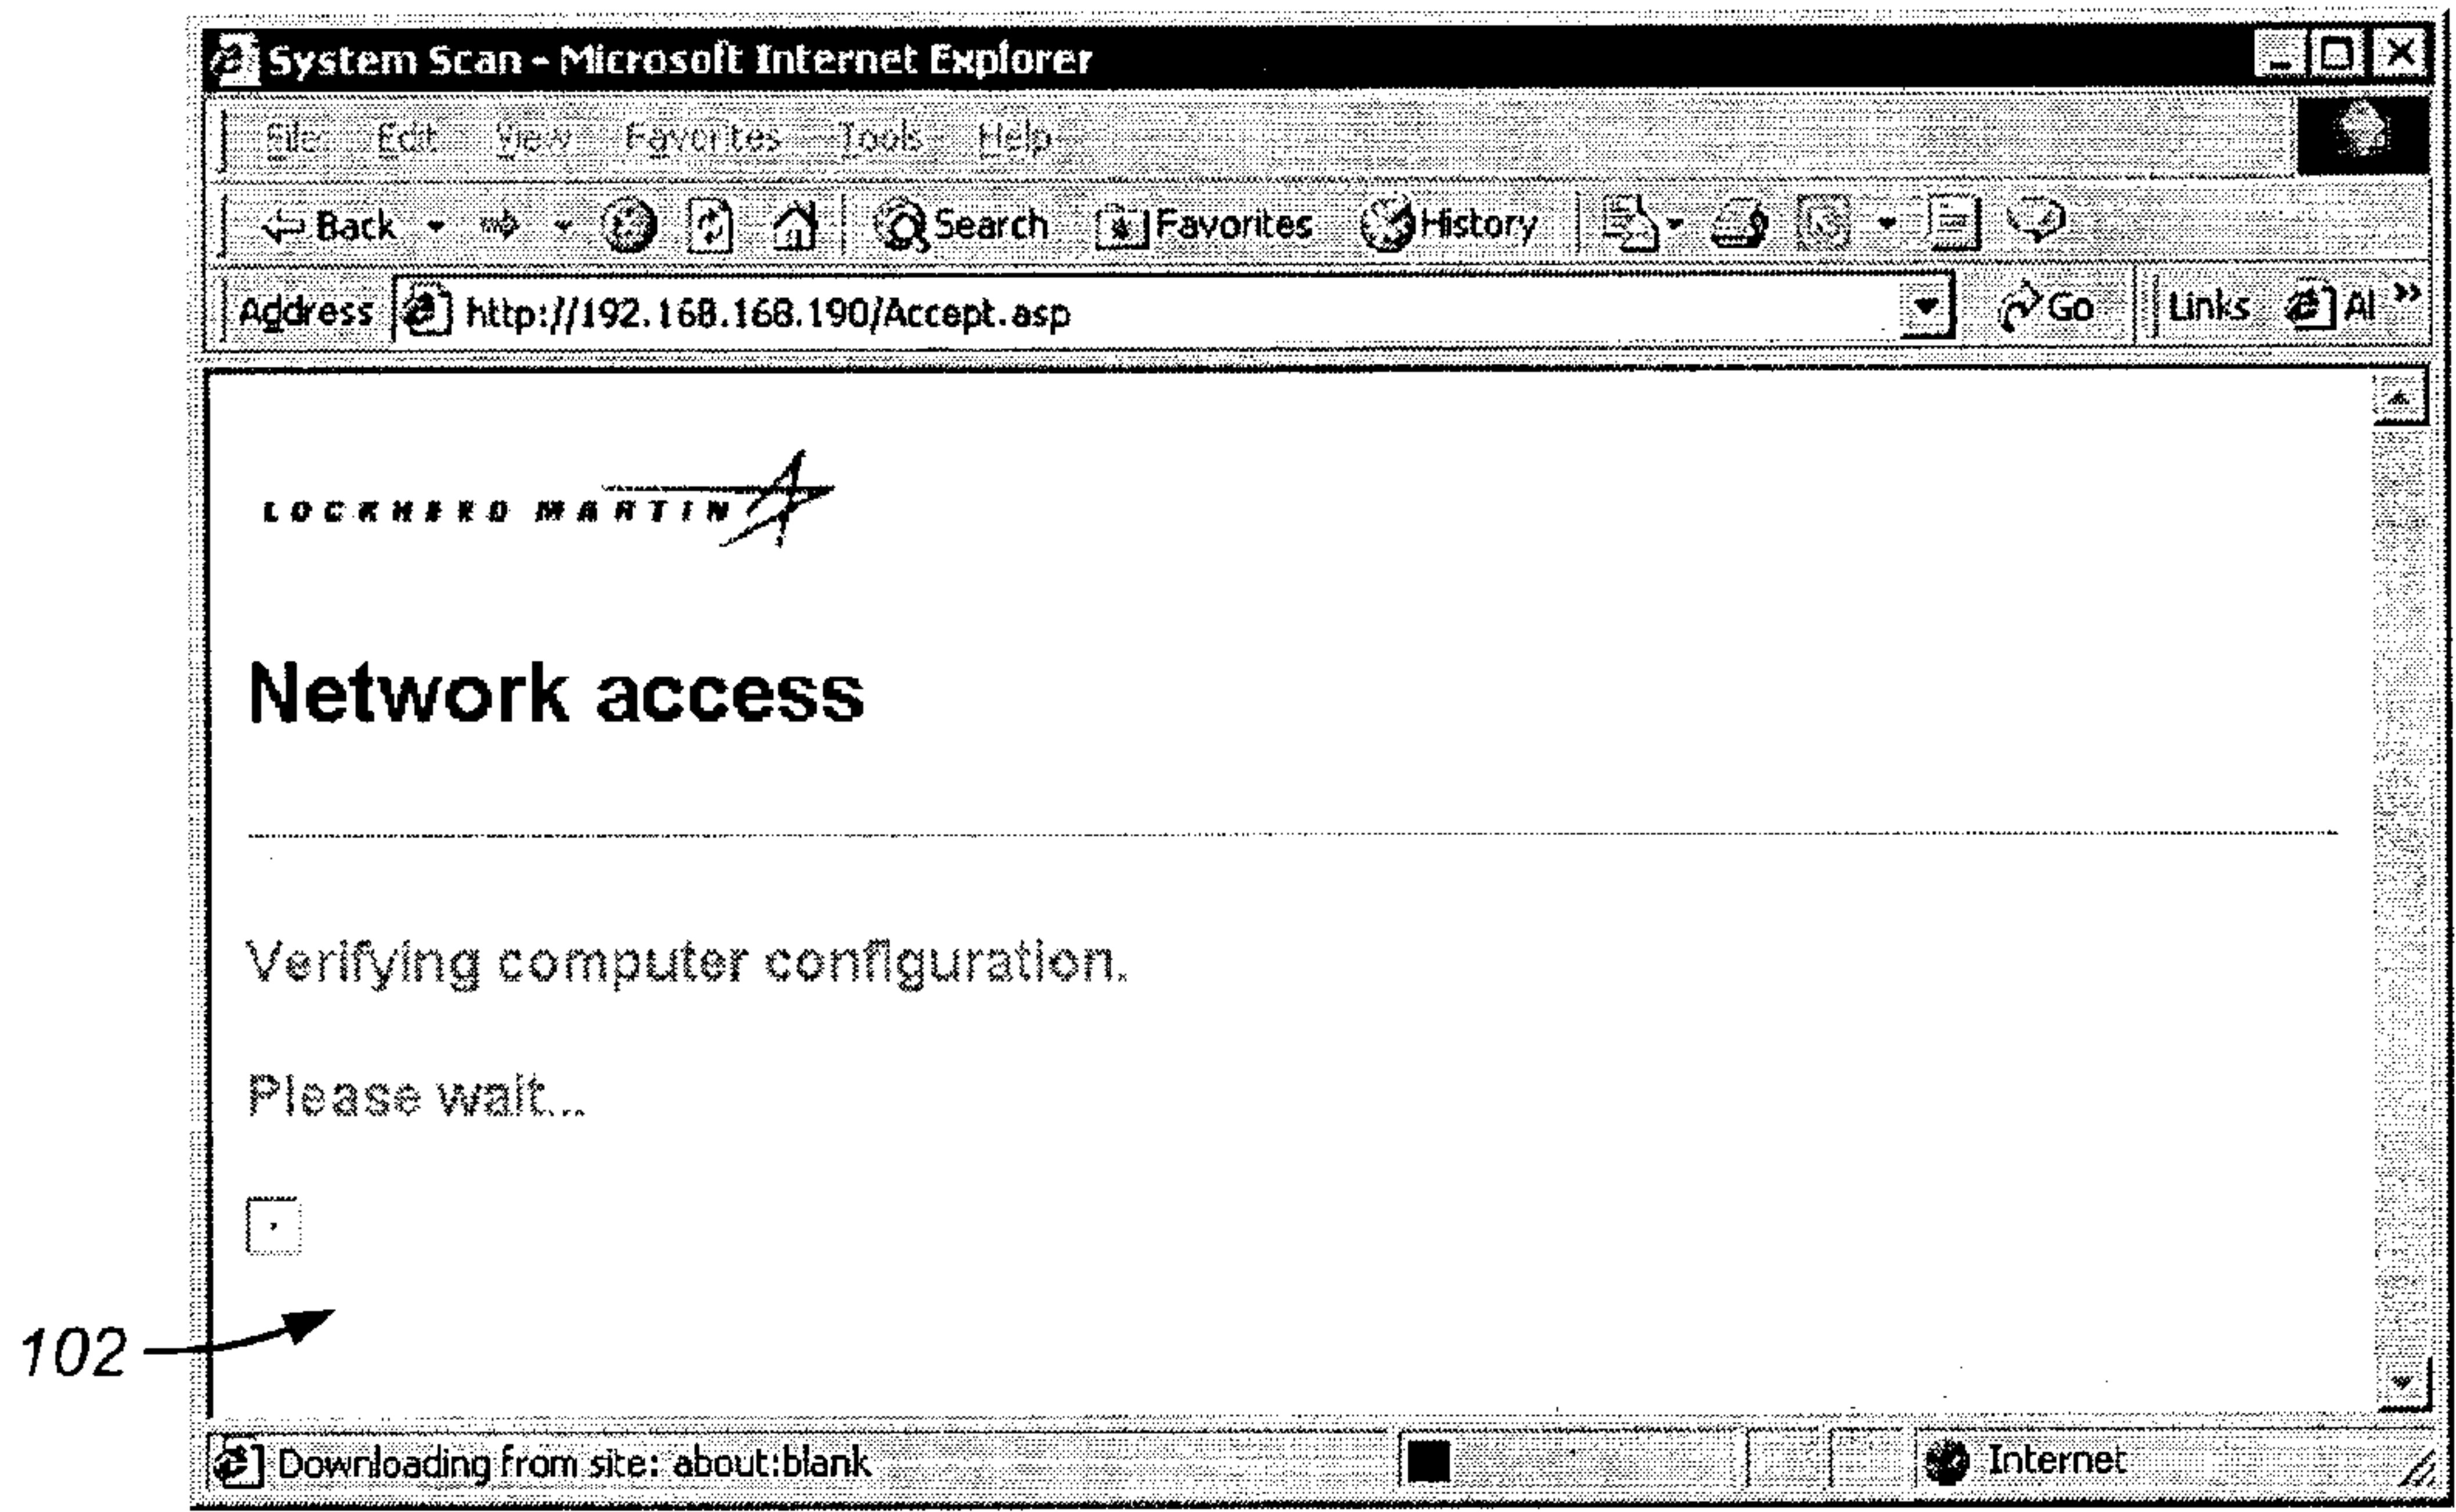 System Scan - Microsoft Internet Explorer
File Edit View Favorites Tools Help
Back Search Favorites History
Address http://192.168.168.190/Accept.asp Go Links Al »
LOCKHEED MARTIN
Network access
Verifying computer configuration.
Please wait...
102
Downloading from site: about:blank Internet